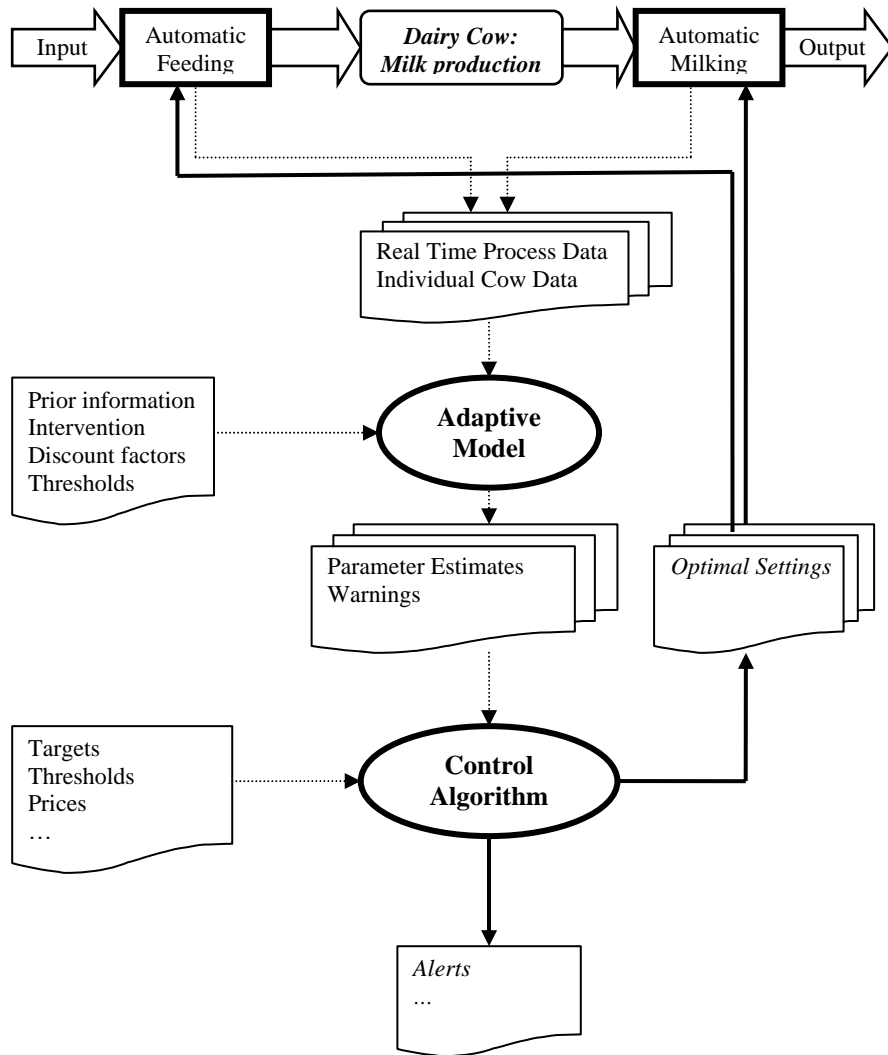 Input
Automatic
Feeding
Dairy Cow:
Milk production
Automatic
Milking
Output
Real Time Process Data
Individual Cow Data
Prior information
Intervention
Discount factors
Thresholds
Adaptive
Model
Parameter Estimates
Warnings
Optimal Settings
Targets
Thresholds
Prices
…
Control
Algorithm
Alerts
…